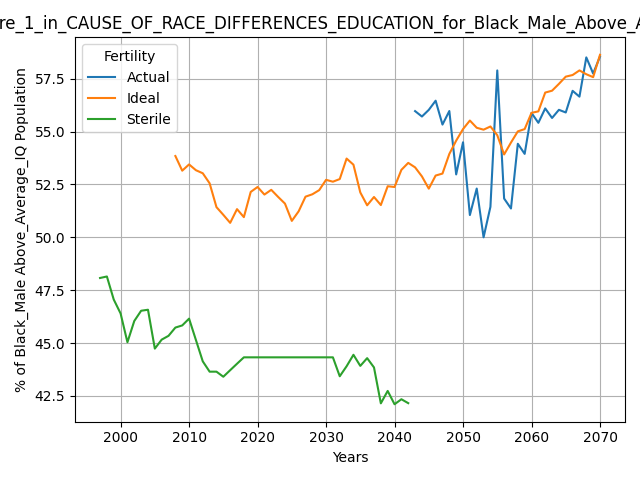 re_1_in_CAUSE_OF_RACE_DIFFERENCES_EDUCATION_for_Black_Male_Above_A
Fertility
Actual
Ideal
Sterile
% of Black_Male Above_Average_IQ Population
57.5
55.0
52.5
50.0
47.5
45.0
42.5
2000 2010 2020 2030 2040 2050 2060 2070
Years